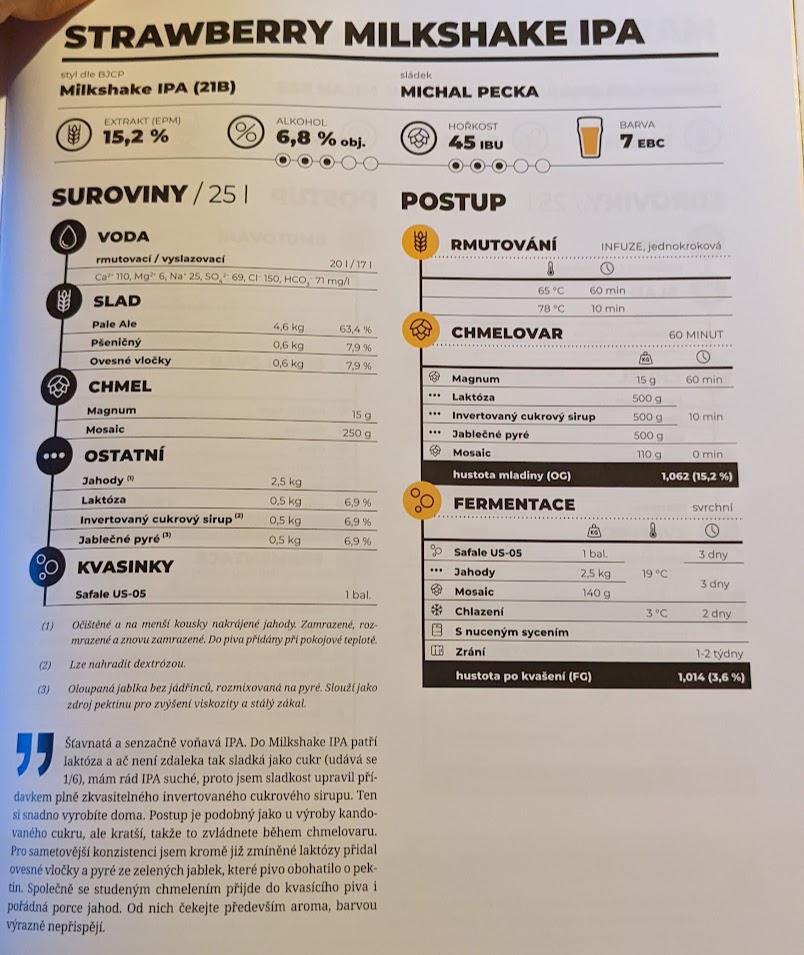 STRAWBERRY MILKSHAKE IPA
styl dle BJCP
Milkshake IPA (21B)
sládek
MICHAL PECKA
EXTRAKT (EPM)
15,2 %
ALKOHOL
6,8 % obj.
HOŘKOST
45 IBU
BARVA
7 EBC
SUROVINY / 25 l
VODA
rmutovací / vyslazovací 20 l / 17 l
Ca²⁺ 110, Mg²⁺ 6, Na⁺ 25, SO₄²⁻ 69, Cl⁻ 150, HCO₃⁻ 71 mg/l
SLAD
Pale Ale 4,6 kg 63,4 %
Pšeničný 0,6 kg 7,9 %
Ovesné vločky 0,6 kg 7,9 %
CHMEL
Magnum 15 g
Mosaic 250 g
OSTATNÍ
Jahody (1) 2,5 kg
Laktóza 0,5 kg 6,9 %
Invertovaný cukrový sirup (2) 0,5 kg 6,9 %
Jablečné pyré (3) 0,5 kg 6,9 %
KVASINKY
Safale US-05 1 bal.
(1) Očištěné a na menší kousky nakrájené jahody. Zamrazené, roz-
mrazené a znovu zamrazené. Do piva přidány při pokojové teplotě.
(2) Lze nahradit dextrózou.
(3) Oloupaná jablka bez jádřinců, rozmixovaná na pyré. Slouží jako
zdroj pektinu pro zvýšení viskozity a stálý zákal.
Šťavnatá a senzačně voňavá IPA. Do Milkshake IPA patří
laktóza a ač není zdaleka tak sladká jako cukr (udává se
1/6), mám rád IPA suché, proto jsem sladkost upravil pří-
davkem plně zkvasitelného invertovaného cukrového sirupu. Ten
si snadno vyrobíte doma. Postup je podobný jako u výroby kando-
vaného cukru, ale kratší, takže to zvládnete během chmelovaru.
Pro sametovější konzistenci jsem kromě již zmíněné laktózy přidal
ovesné vločky a pyré ze zelených jablek, které pivo obohatilo o pek-
tin. Společně se studeným chmelením přijde do kvasícího piva i
pořádná porce jahod. Od nich čekejte především aroma, barvou
výrazně nepřispějí.
POSTUP
RMUTOVÁNÍ INFUZE, jednokroková
65 °C 60 min
78 °C 10 min
CHMELOVAR 60 MINUT
KG
Magnum 15 g 60 min
Laktóza 500 g
Invertovaný cukrový sirup 500 g 10 min
Jablečné pyré 500 g
Mosaic 110 g 0 min
hustota mladiny (OG) 1,062 (15,2 %)
FERMENTACE svrchní
KG
Safale US-05 1 bal. 3 dny
Jahody 2,5 kg 19 °C
3 dny
Mosaic 140 g
Chlazení 3 °C 2 dny
S nuceným sycením
Zrání 1-2 týdny
hustota po kvašení (FG) 1,014 (3,6 %)